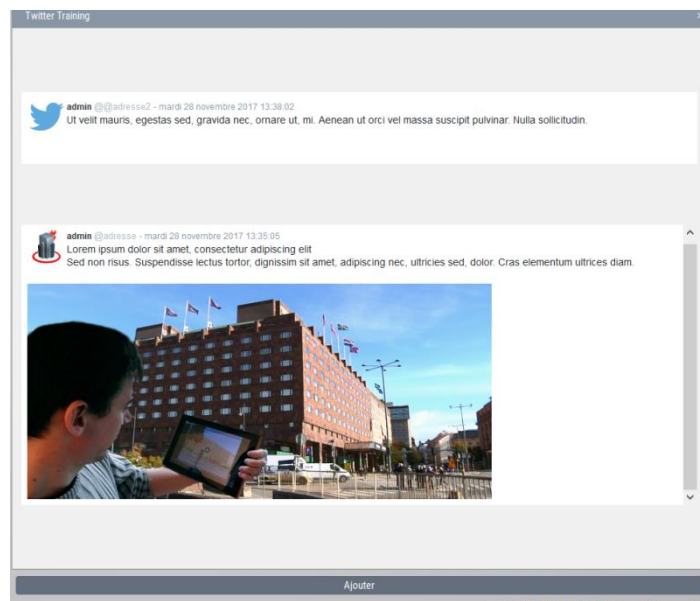 Twitter Training
admin @@adresse2 - mardi 28 novembre 2017 13:38:02
Ut velit mauris, egestas sed, gravida nec, ornare ut, mi. Aenean ut orci vel massa suscipit pulvinar. Nulla sollicitudin.
admin @adresse - mardi 28 novembre 2017 13:35:05
Lorem ipsum dolor sit amet, consectetur adipiscing elit
Sed non risus. Suspendisse lectus tortor, dignissim sit amet, adipiscing nec, ultricies sed, dolor. Cras elementum ultrices diam.
Ajouter